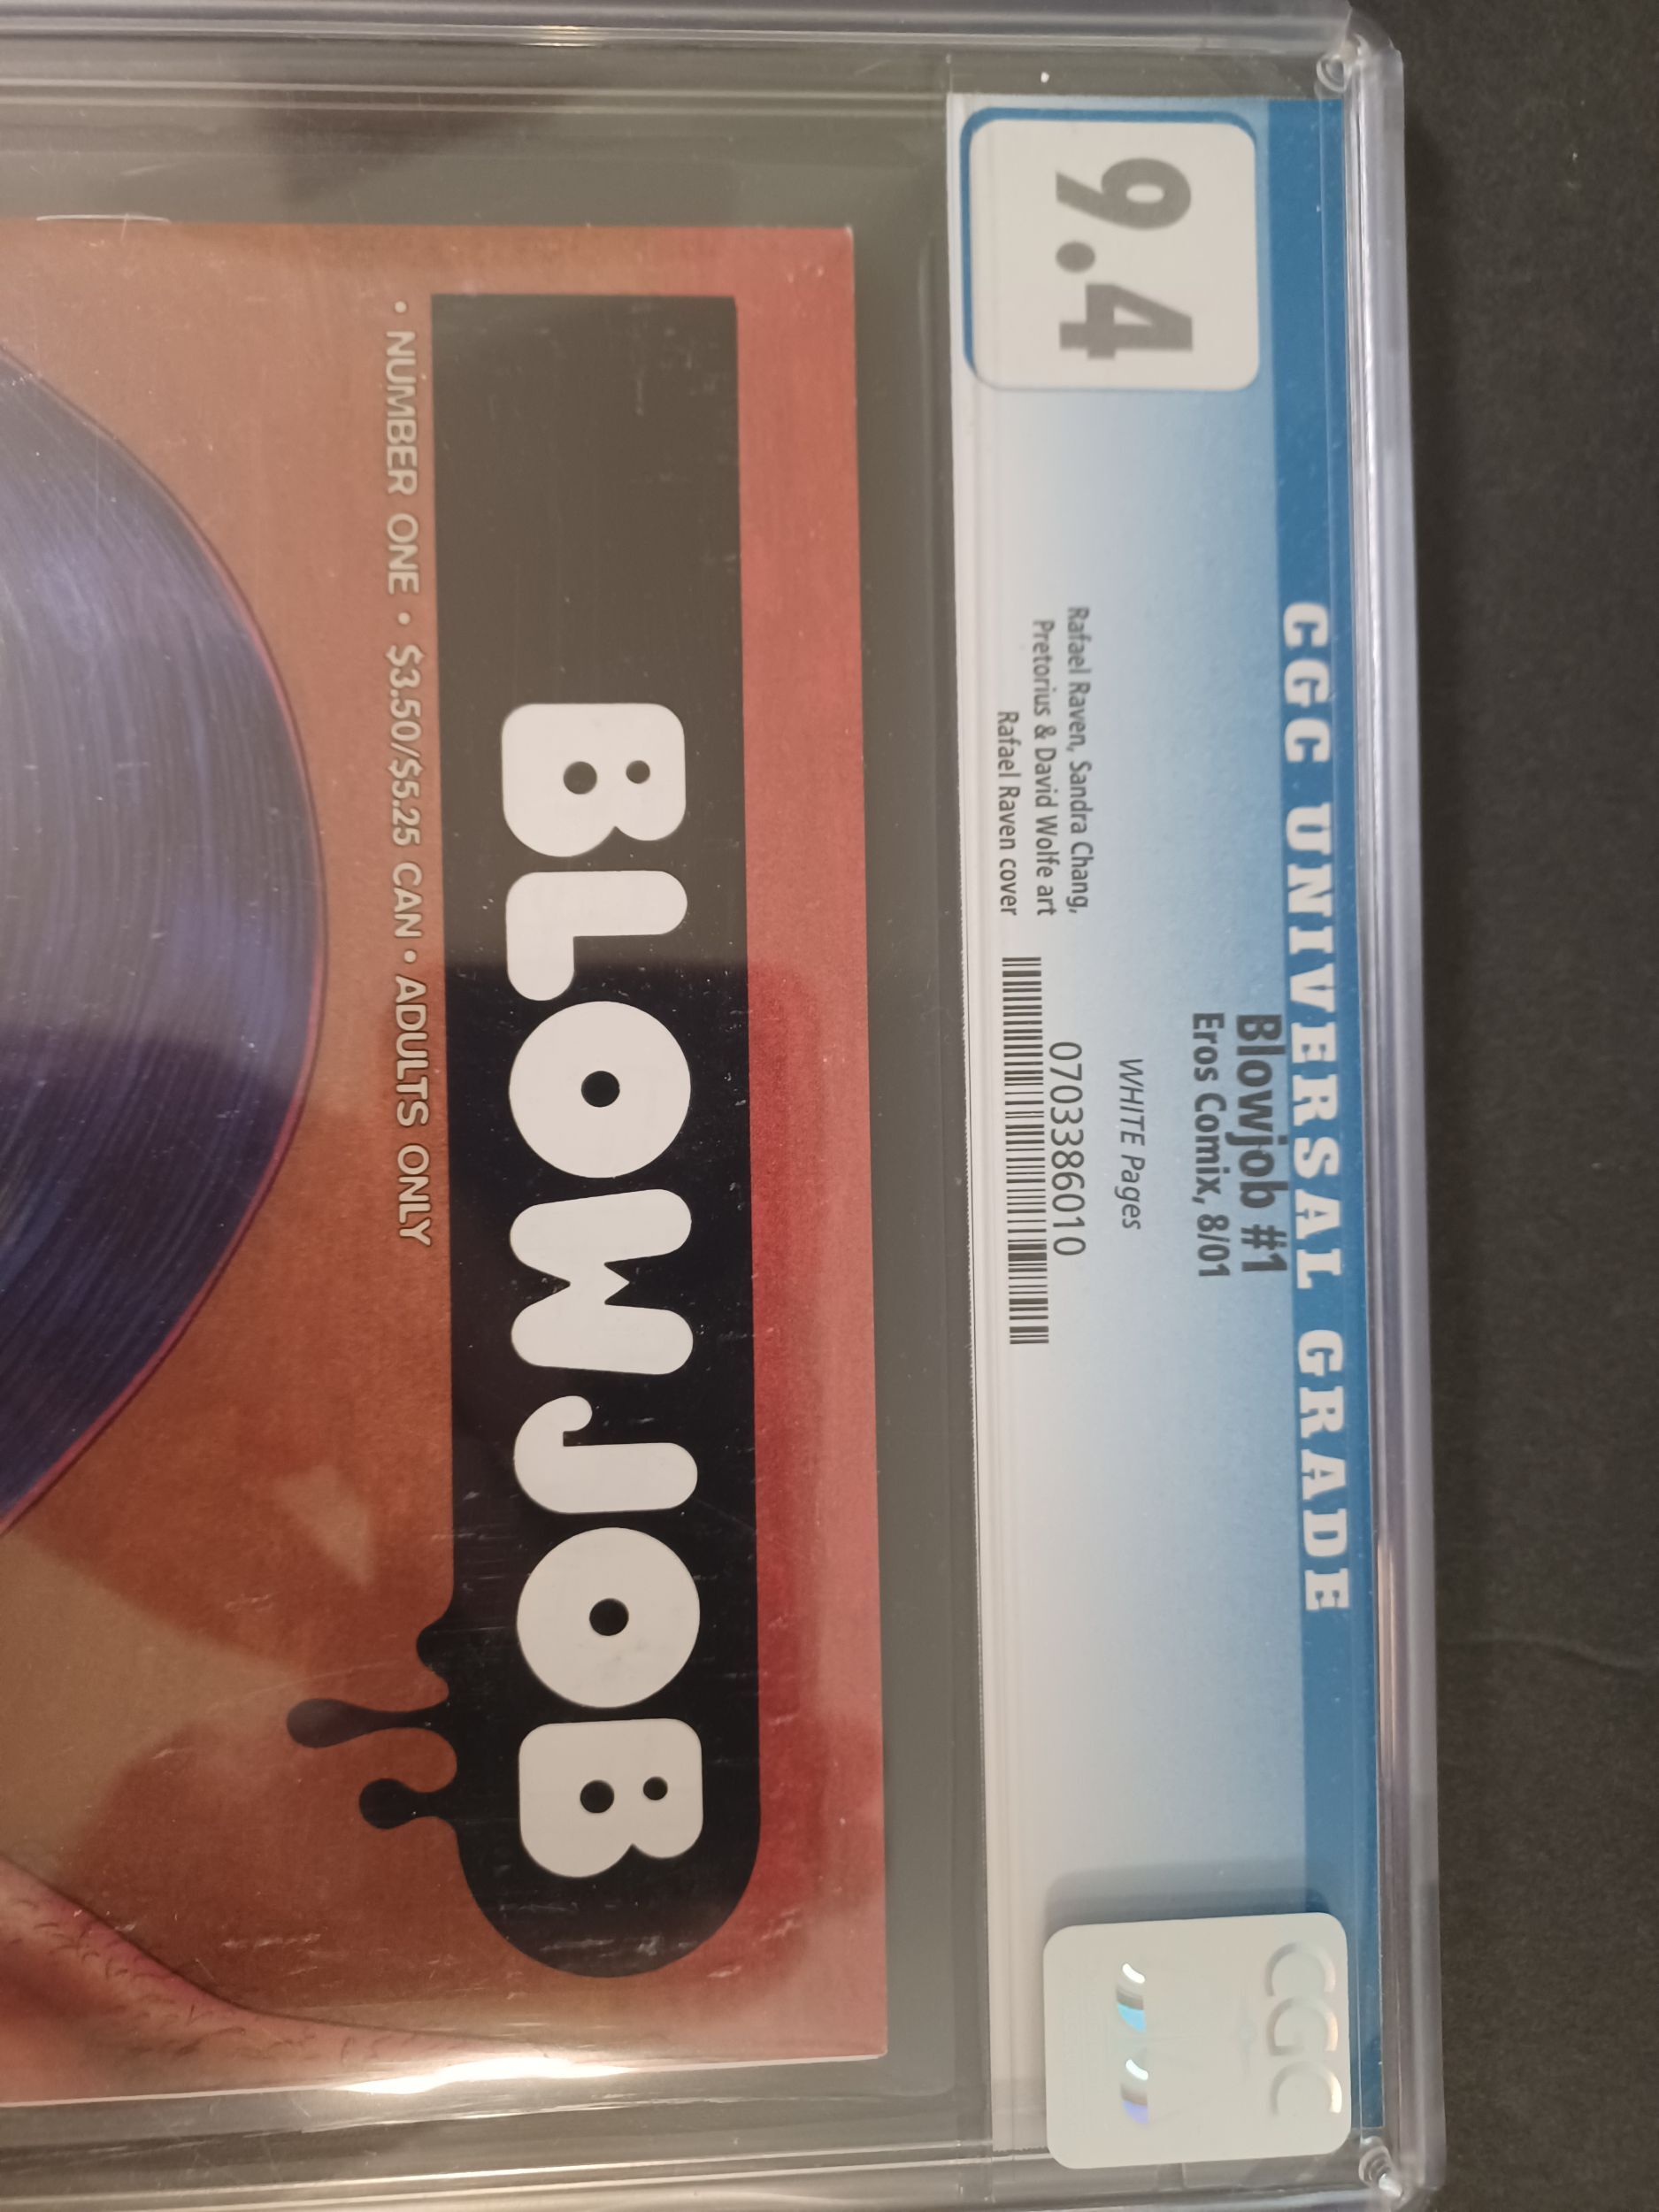 CGC UNIVERSAL GRADE
9.4
Blowjob #1
Eros Comix, 8/01
WHITE Pages
Rafael Raven, Sandra Chang,
Pretorius & David Wolfe art
Rafael Raven cover
0703386010
CGC
BLOWJOB
• NUMBER ONE • $3.50/$5.25 CAN • ADULTS ONLY